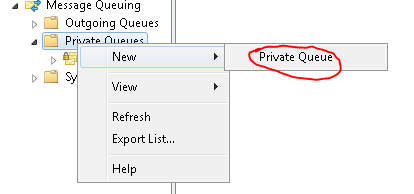 Message Queuing
Outgoing Queues
Private Queues
New
Private Queue
Sy
View
Refresh
Export List...
Help